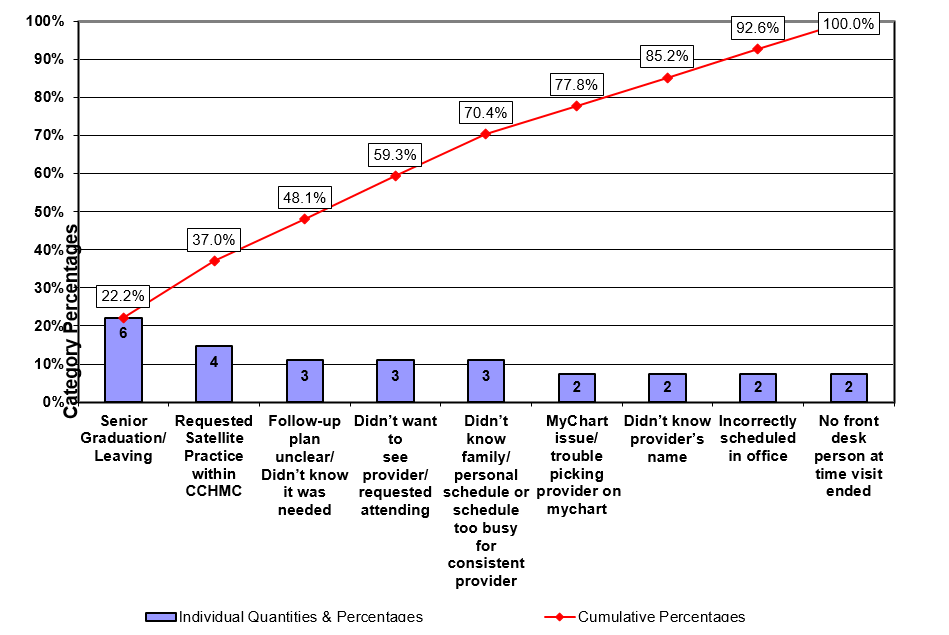 100%
90%
80%
70%
60%
50%
40%
30%
20%
10%
0%
Category Percentages
22.2%
37.0%
48.1%
59.3%
70.4%
77.8%
85.2%
92.6%
100.0%
6
4
3
3
3
2
2
2
2
Senior
Graduation/
Leaving
Requested
Satellite
Practice
within
CCHMC
Follow-up
plan
unclear/
Didn’t know
it was
needed
Didn’t want
to
see
provider/
requested
attending
Didn’t
know
family/
personal
schedule or
schedule
too busy
for
consistent
provider
MyChart
issue/
trouble
picking
provider on
mychart
Didn’t know
provider’s
name
Incorrectly
scheduled
in office
No front
desk
person at
time visit
ended
Individual Quantities & Percentages
Cumulative Percentages